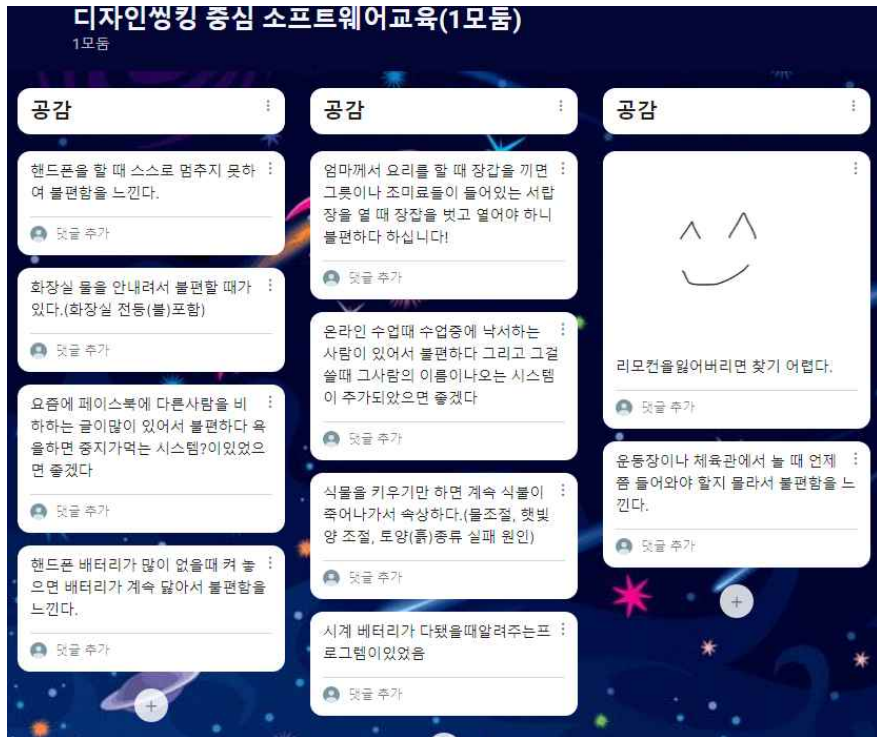 디자인씽킹 중심 소프트웨어교육(1모둠)
1모둠
공감
핸드폰을 할 때 스스로 멈추지 못하
여 불편함을 느낀다.
댓글 추가
화장실 물을 안내려서 불편할 때가
있다.(화장실 전등(불)포함)
댓글 추가
요즘에 페이스북에 다른사람을 비
하하는 글이많이 있어서 불편하다 욕
을하면 중지가먹는 시스템?이있었으
면 좋겠다
댓글 추가
핸드폰 배터리가 많이 없을때 켜 놓
으면 배터리가 계속 닳아서 불편함을
느낀다.
댓글 추가
공감
엄마께서 요리를 할 때 장갑을 끼면
그릇이나 조미료들이 들어있는 서랍
장을 열 때 장잡을 벗고 열어야 하니
불편하다 하십니다!
댓글 추가
온라인 수업때 수업중에 낙서하는
사람이 있어서 불편하다 그리고 그걸
쓸때 그사람의 이름이나오는 시스템
이 주가되았으면 좋겠다
댓글 추가
식물을 키우기만 하면 계속 식불이
죽어나가서 속상하다.(물조절, 햇빛
양 조절, 토양(흙)종류 실패 원인)
댓글 추가
시계 베터리가 다됐을때알려주는프
로그렘이있었음
댓글 추가
공감
리모컨을잃어버리면 찾기 어렵다.
댓글 추가
운동장이나 체육관에서 놀 때 언제
쯤 들어와야 할지 몰라서 불편함을 느
낀다.
댓글 추가